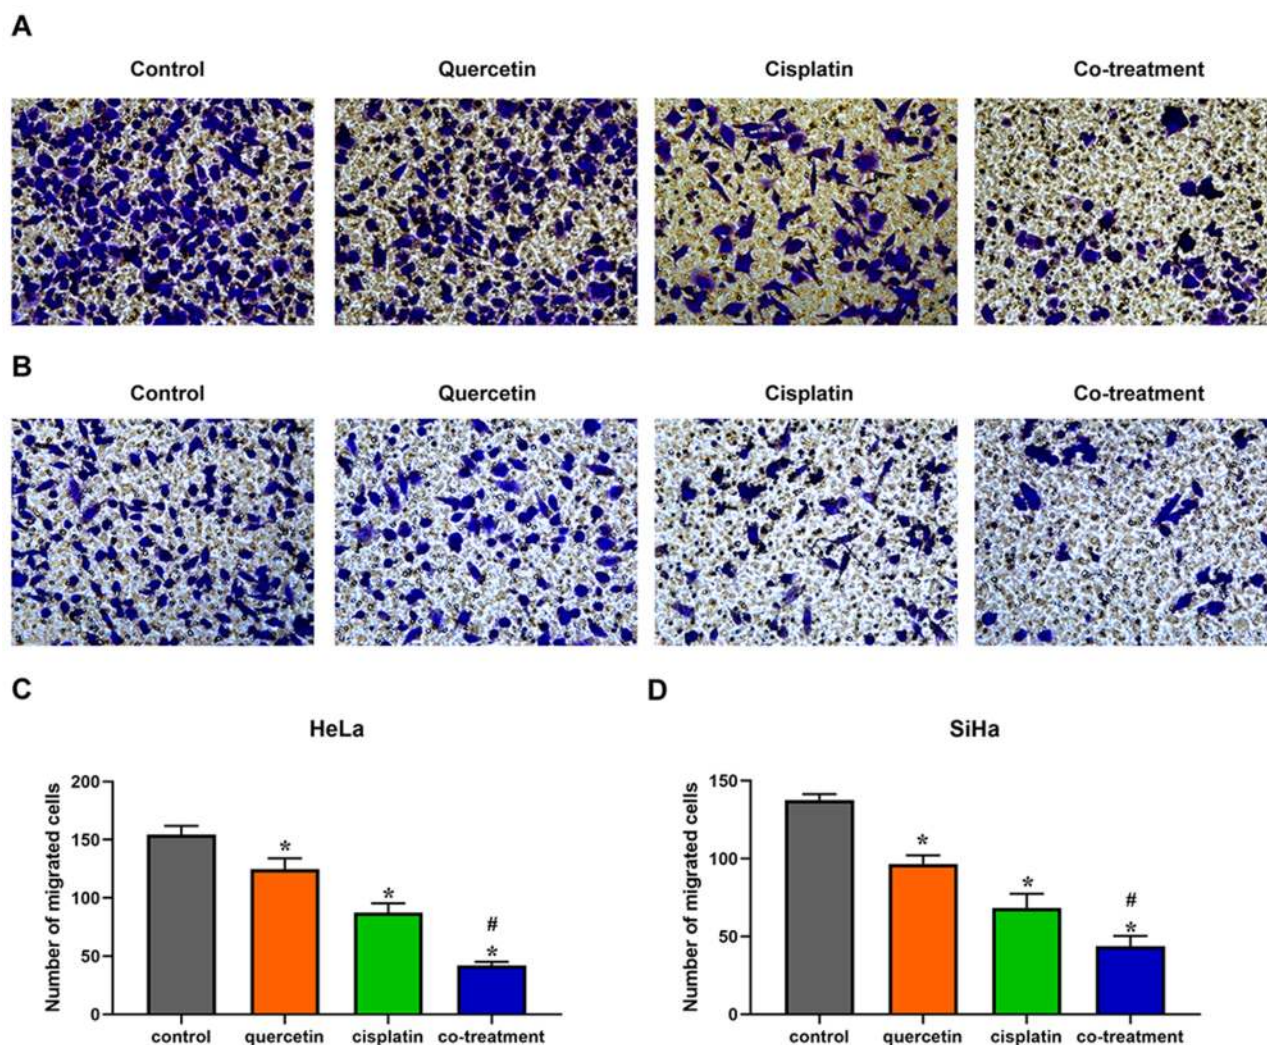 A
Control Quercetin Cisplatin Co-treatment
B
Control Quercetin Cisplatin Co-treatment
C
HeLa
Number of migrated cells
200
150
100
50
0
*
*
#
*
control quercetin cisplatin co-treatment
D
SiHa
Number of migrated cells
150
100
50
0
*
*
#
*
control quercetin cisplatin co-treatment